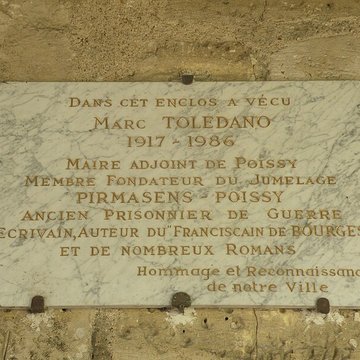 DANS CET ENCLOS A VÉCU
MARC TOLEDANO
1917 - 1986
MAIRE ADJOINT DE POISSY
MEMBRE FONDATEUR DU JUMELAGE
PIRMASENS - POISSY
ANCIEN PRISONNIER DE GUERRE
ECRIVAIN, AUTEUR DU "FRANCISCAIN DE BOURGES
ET DE NOMBREUX ROMANS
Hommage et Reconnaissan
de notre Ville